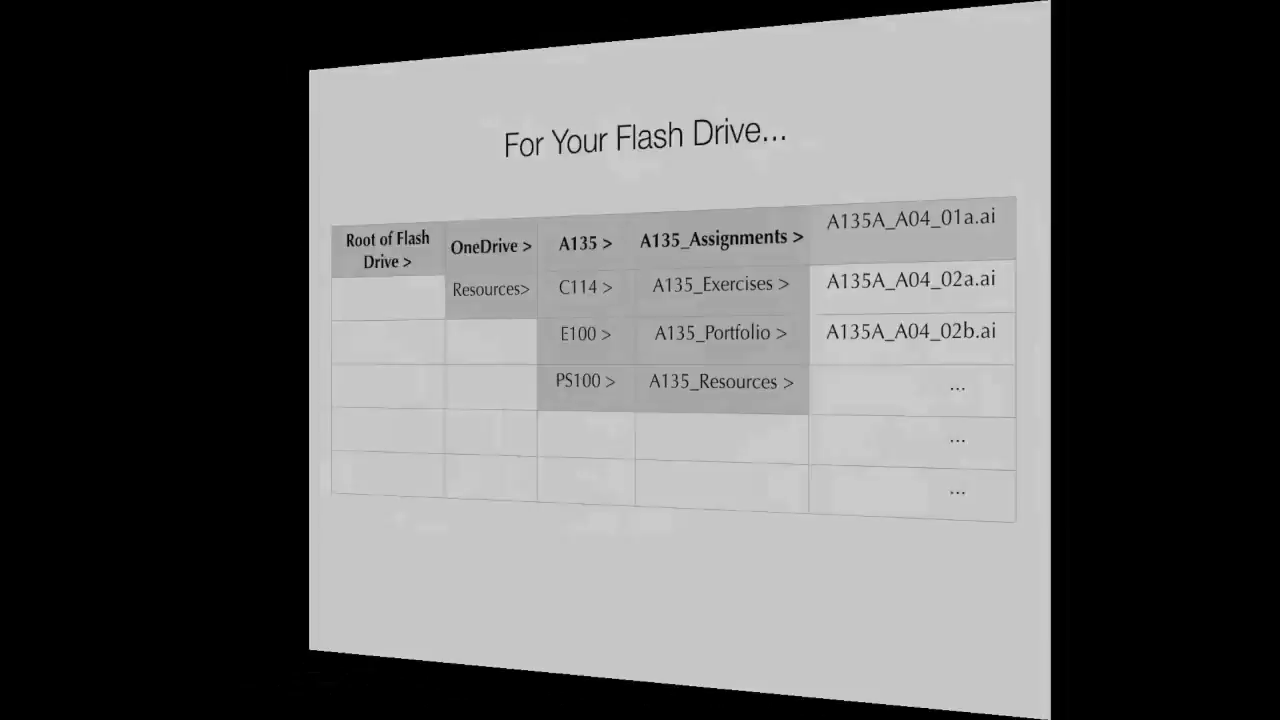 For Your Flash Drive...
Root of Flash Drive > OneDrive > A135 > A135_Assignments > A135A_A04_01a.ai
Resources> C114 > A135_Exercises > A135A_A04_02a.ai
E100 > A135_Portfolio > A135A_A04_02b.ai
PS100 > A135_Resources > ...
...
...